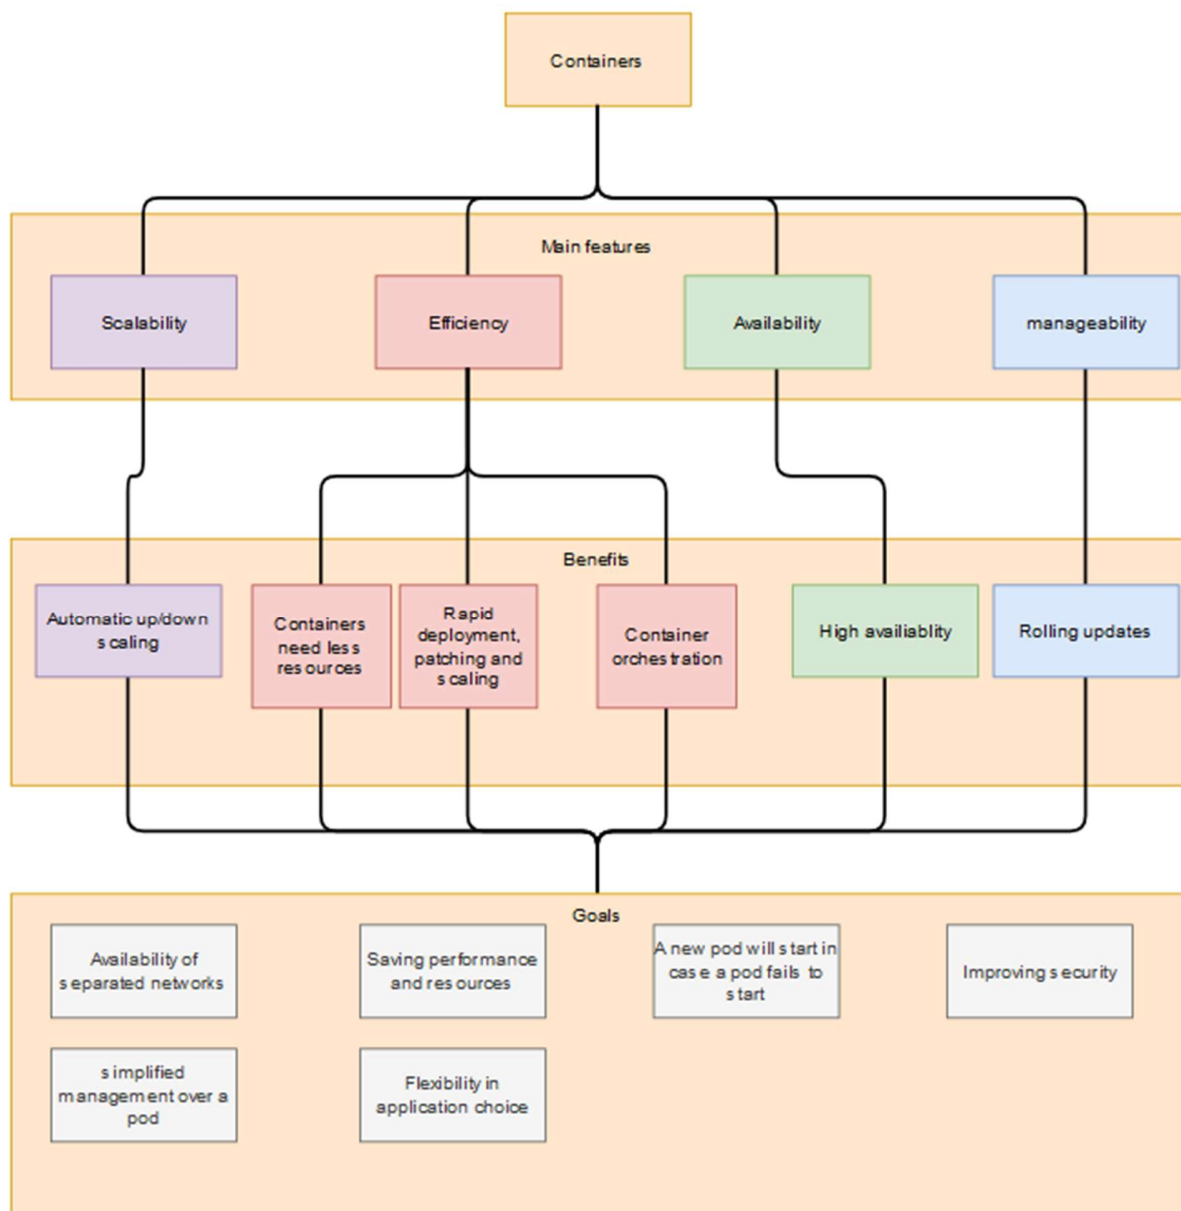 Containers
Main features
Scalability
Efficiency
Availability
manageability
Benefits
Automatic up/down
scaling
Containers
need less
resources
Rapid
deployment,
patching and
scaling
Container
orchestration
High availiablity
Rolling updates
Goals
Availability of
separated networks
Saving performance
and resources
A new pod will start in
case a pod fails to
start
Improving security
simplified
management over a
pod
Flexibility in
application choice